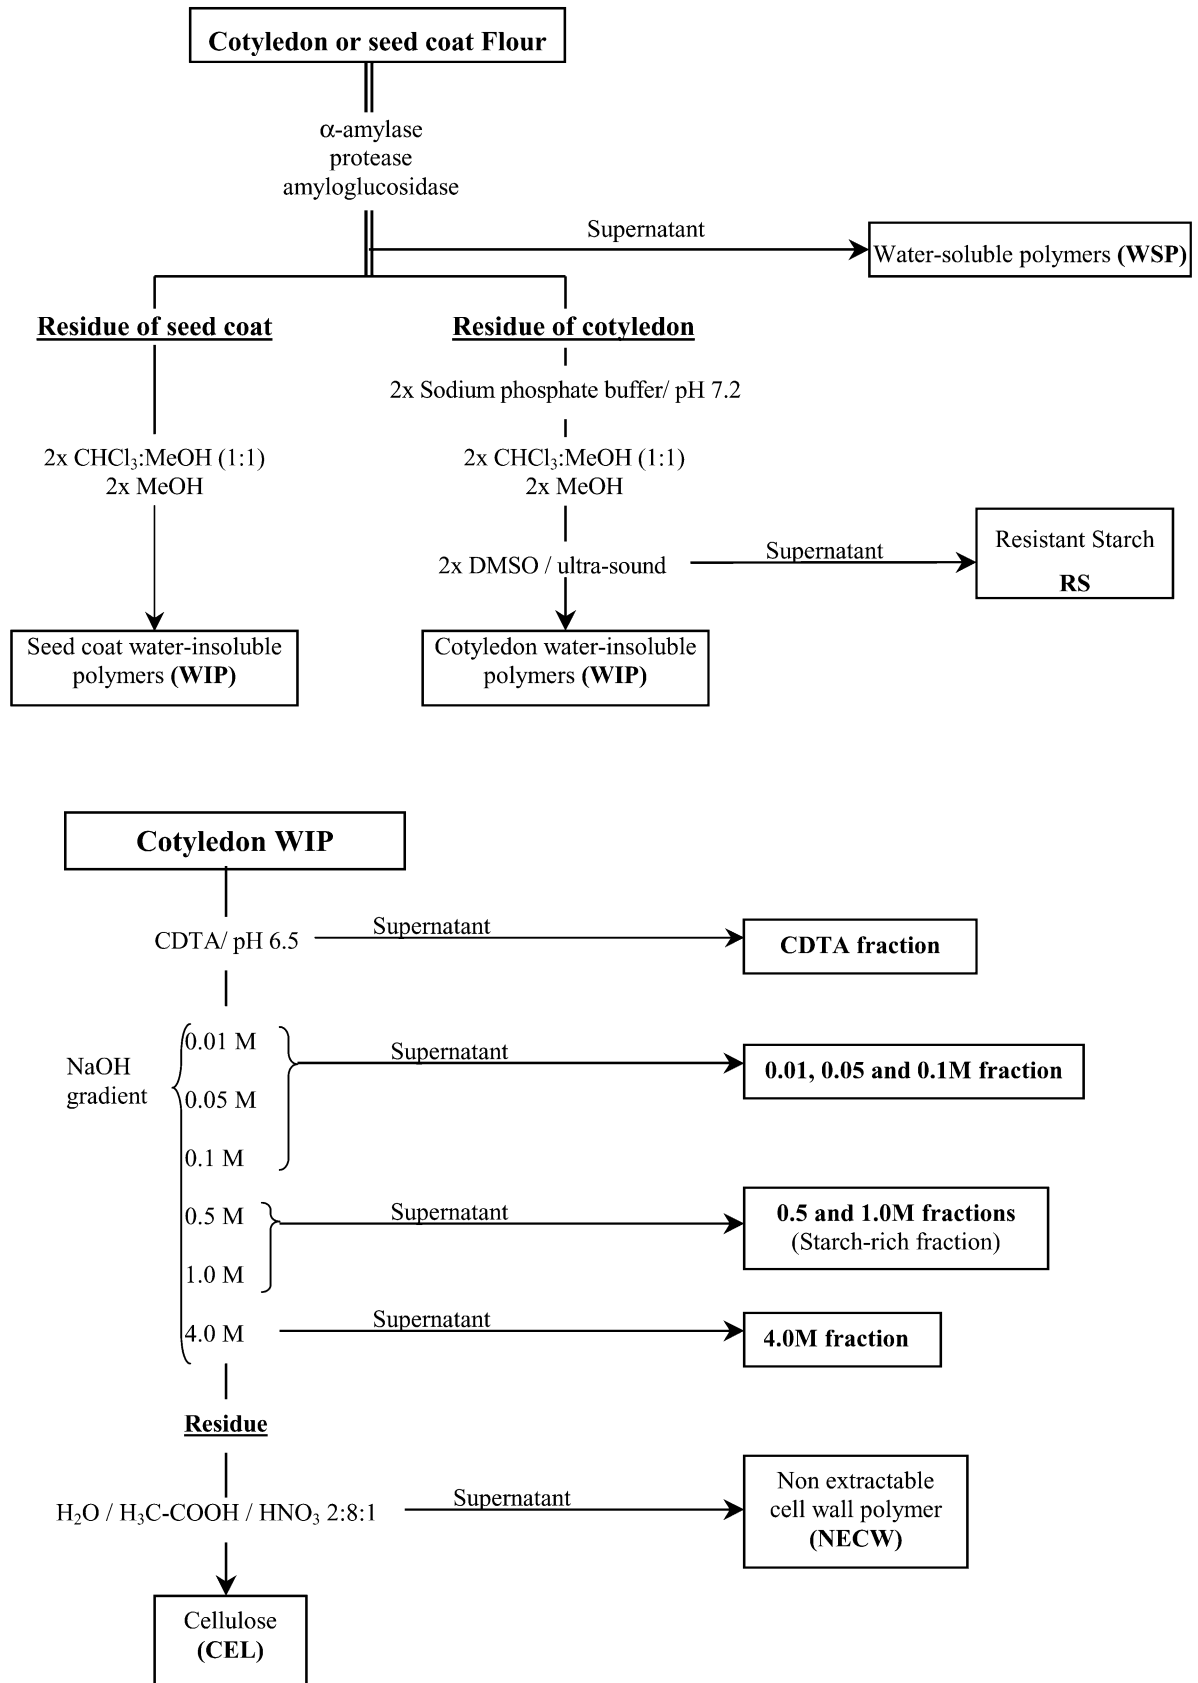 Cotyledon or seed coat Flour
α-amylase
protease
amyloglucosidase
Supernatant
Water-soluble polymers (WSP)
Residue of seed coat
Residue of cotyledon
2x Sodium phosphate buffer/ pH 7.2
2x CHCl₃:MeOH (1:1)
2x MeOH
2x CHCl₃:MeOH (1:1)
2x MeOH
2x DMSO / ultra-sound
Supernatant
Resistant Starch
RS
Seed coat water-insoluble
polymers (WIP)
Cotyledon water-insoluble
polymers (WIP)
Cotyledon WIP
CDTA/ pH 6.5
Supernatant
CDTA fraction
NaOH
gradient
0.01 M
0.05 M
0.1 M
Supernatant
0.01, 0.05 and 0.1M fraction
0.5 M
1.0 M
Supernatant
0.5 and 1.0M fractions
(Starch-rich fraction)
4.0 M
Supernatant
4.0M fraction
Residue
H₂O / H₃C-COOH / HNO₃ 2:8:1
Supernatant
Non extractable
cell wall polymer
(NECW)
Cellulose
(CEL)